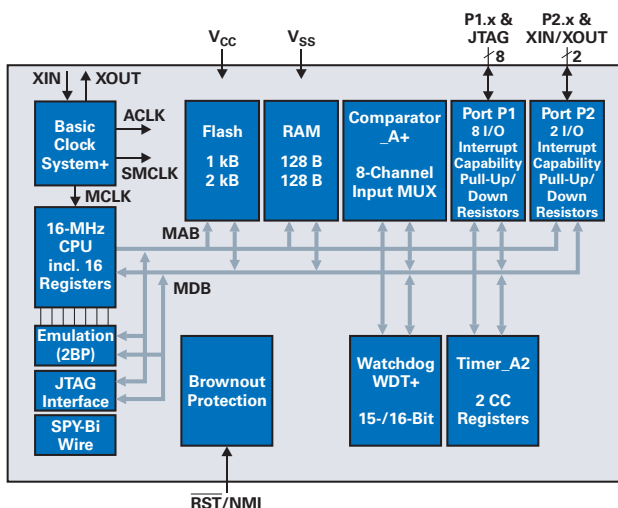 P1.x &
JTAG
P2.x &
XIN/XOUT
VCC
VSS
8
2
XIN
XOUT
Basic
Clock
System+
ACLK
SMCLK
MCLK
Flash
1 kB
2 kB
RAM
128 B
128 B
Comparator
_A+
8-Channel
Input MUX
Port P1
8 I/O
Interrupt
Capability
Pull-Up/
Down
Resistors
Port P2
2 I/O
Interrupt
Capability
Pull-Up/
Down
Resistors
16-MHz
CPU
incl. 16
Registers
MAB
MDB
Emulation
(2BP)
JTAG
Interface
SPY-Bi
Wire
Brownout
Protection
Watchdog
WDT+
15-/16-Bit
Timer_A2
2 CC
Registers
RST/NMI